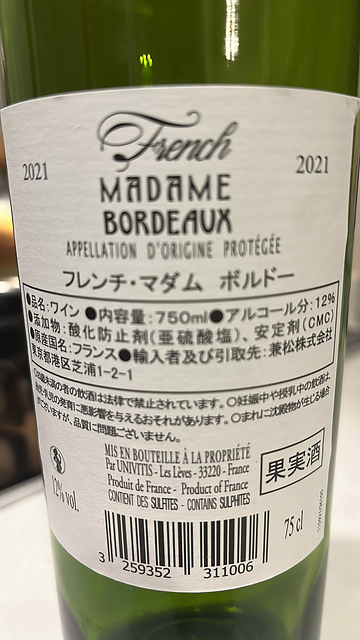 French
2021 2021
MADAME
BORDEAUX
APPELLATION D'ORIGINE PROTÉGÉE
フレンチ・マダム ボルドー
●品名:ワイン ●内容量:750ml●アルコール分:12%
●添加物:酸化防止剤(亜硫酸塩)、安定剤(CMC)
●原産国名:フランス●輸入者及び引取先:兼松株式会社
東京都港区芝浦1-2-1
歳未満の者の飲酒は法律で禁止されています。○妊娠中や授乳中の飲酒は、
胎児・乳児の発育に悪影響を与えるおそれがあります。○まれに沈殿物が生じる場合
がございますが、品質に問題ございません。
MIS EN BOUTEILLE À LA PROPRIÉTÉ
Par UNIVITIS - Les Lèves - 33220 - France
Produit de France - Product of France
CONTENT DES SULFITES - CONTAINS SULPHITES
果実酒
12% vol.
75 cl
3 259352 311006